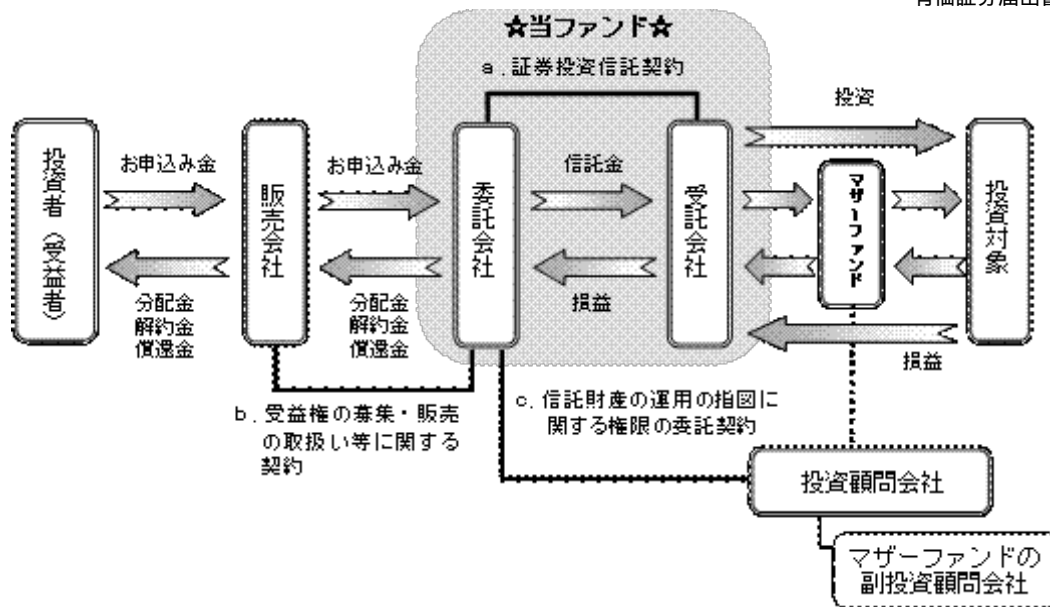 有価証券届出書
★当ファンド★
a．証券投資信託契約
投資
投資者（受益者）
お申込み金
販売会社
お申込み金
委託会社
信託金
受託会社
マザーファンド
投資対象
分配金
解約金
償還金
分配金
解約金
償還金
損益
損益
b．受益権の募集・販売
の取扱い等に関する
契約
c．信託財産の運用の指図に
関する権限の委託契約
投資顧問会社
マザーファンドの
副投資顧問会社